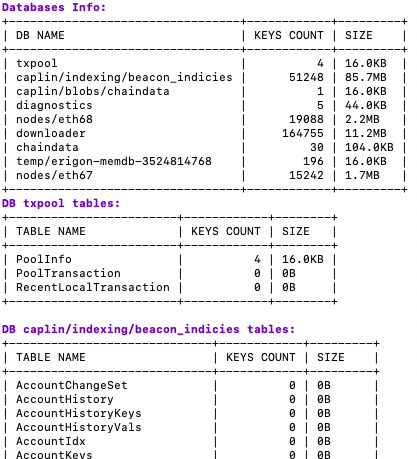 Databases Info:
+----------------------------------+------------+---------+
| DB NAME | KEYS COUNT | SIZE |
+----------------------------------+------------+---------+
| txpool | 4 | 16.0KB |
| caplin/indexing/beacon_indicies | 51248 | 85.7MB |
| caplin/blobs/chaindata | 1 | 16.0KB |
| diagnostics | 5 | 44.0KB |
| nodes/eth68 | 19088 | 2.2MB |
| downloader | 164755 | 11.2MB |
| chaindata | 30 | 104.0KB |
| temp/erigon-memdb-3524814768 | 196 | 16.0KB |
| nodes/eth67 | 15242 | 1.7MB |
+----------------------------------+------------+---------+
DB txpool tables:
+------------------------+------------+--------+
| TABLE NAME | KEYS COUNT | SIZE |
+------------------------+------------+--------+
| PoolInfo | 4 | 16.0KB |
| PoolTransaction | 0 | 0B |
| RecentLocalTransaction | 0 | 0B |
+------------------------+------------+--------+
DB caplin/indexing/beacon_indicies tables:
+-----------------------------+------------+---------+
| TABLE NAME | KEYS COUNT | SIZE |
+-----------------------------+------------+---------+
| AccountChangeSet | 0 | 0B |
| AccountHistory | 0 | 0B |
| AccountHistoryKeys | 0 | 0B |
| AccountHistoryVals | 0 | 0B |
| AccountIdx | 0 | 0B |
| AccountKeys | 0 | 0B |